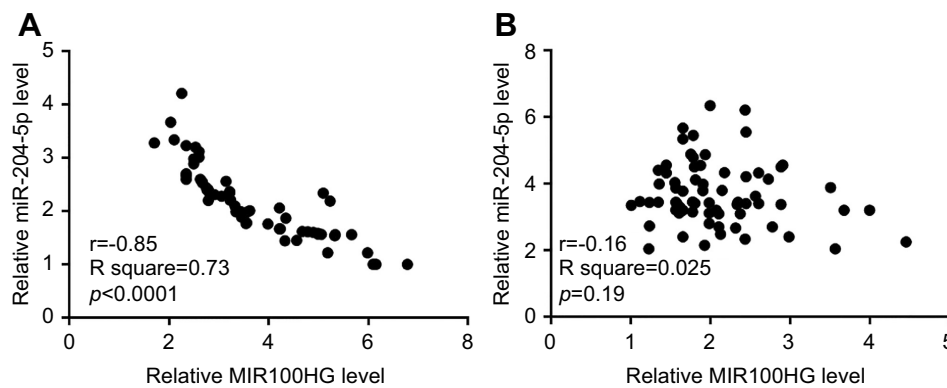 A
Relative miR-204-5p level
5
4
3
2
1
0
r=-0.85
R square=0.73
p<0.0001
0 2 4 6 8
Relative MIR100HG level
B
Relative miR-204-5p level
8
6
4
2
0
r=-0.16
R square=0.025
p=0.19
0 1 2 3 4 5
Relative MIR100HG level